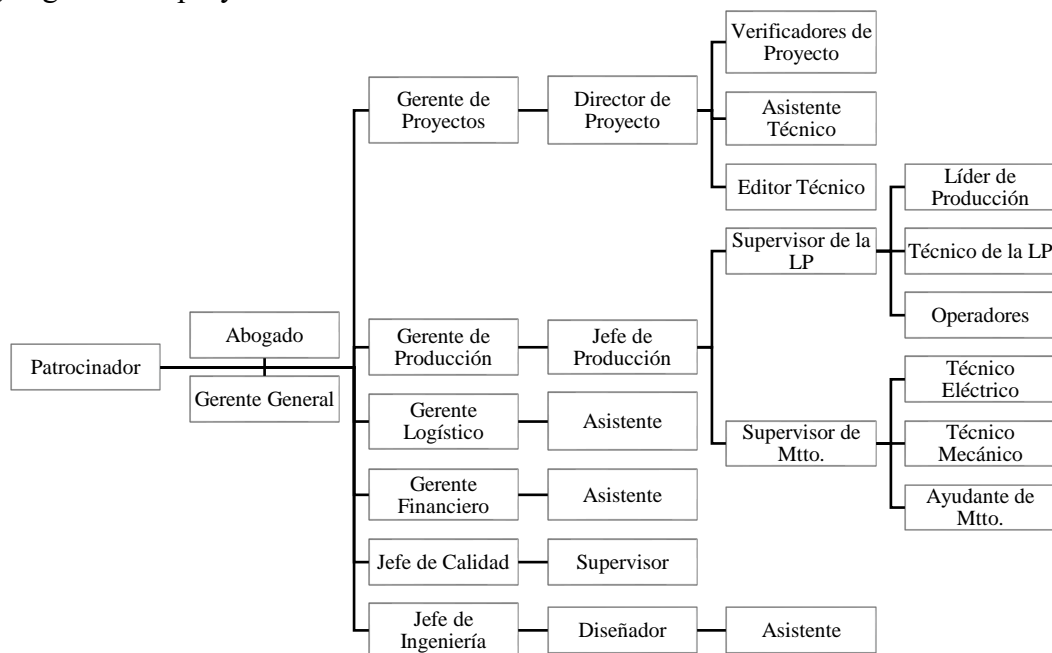 Verificadores de
Proyecto
Gerente de
Proyectos
Director de
Proyecto
Asistente
Técnico
Editor Técnico
Líder de
Producción
Supervisor de la
LP
Técnico de la LP
Operadores
Abogado
Gerente de
Producción
Jefe de
Producción
Patrocinador
Gerente General
Técnico
Eléctrico
Gerente
Logístico
Asistente
Supervisor de
Mtto.
Técnico
Mecánico
Gerente
Financiero
Asistente
Ayudante de
Mtto.
Jefe de Calidad
Supervisor
Jefe de
Ingeniería
Diseñador
Asistente